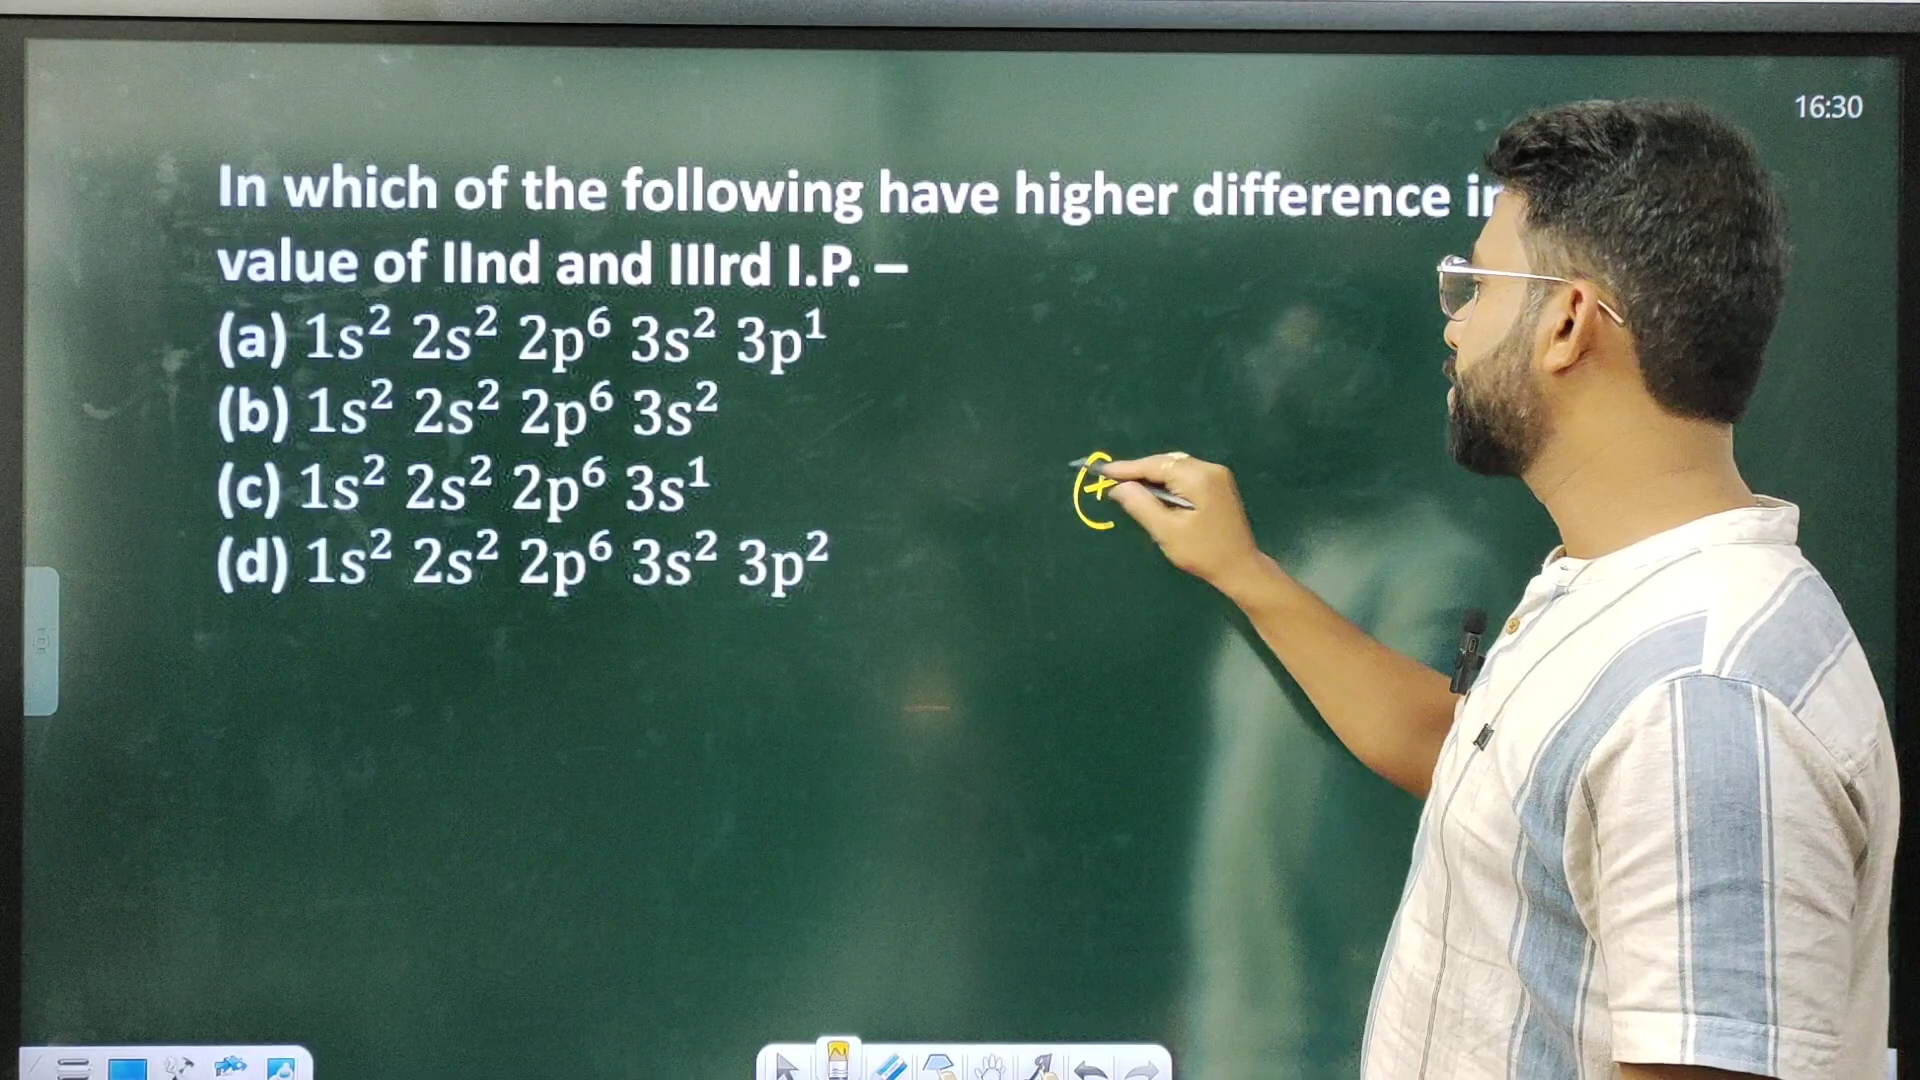 16:30
In which of the following have higher difference in
value of IInd and IIIrd I.P. –
(a) 1s² 2s² 2p⁶ 3s² 3p¹
(b) 1s² 2s² 2p⁶ 3s²
(c) 1s² 2s² 2p⁶ 3s¹
(d) 1s² 2s² 2p⁶ 3s² 3p²
(+